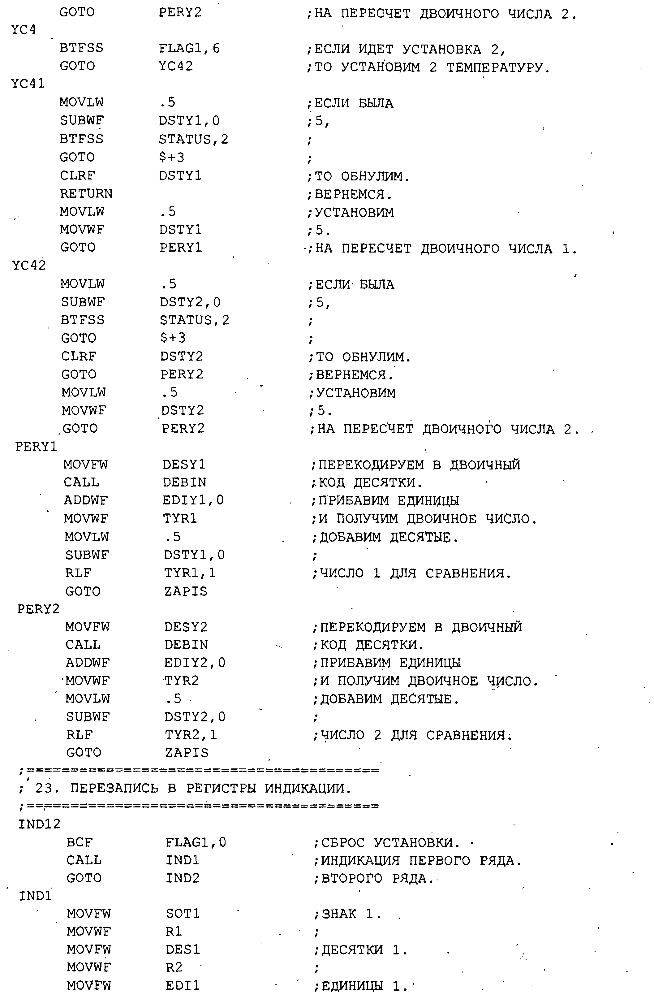 GOTO PERY2 ;НА ПЕРЕСЧЕТ ДВОИЧНОГО ЧИСЛА 2.
YC4
BTFSS FLAG1,6 ;ЕСЛИ ИДЕТ УСТАНОВКА 2,
GOTO YC42 ;ТО УСТАНОВИМ 2 ТЕМПЕРАТУРУ.
YC41
MOVLW .5 ;ЕСЛИ БЫЛА
SUBWF DSTY1,0 ;5,
BTFSS STATUS,2 ;
GOTO $+3 ;
CLRF DSTY1 ;ТО ОБНУЛИМ.
RETURN ;ВЕРНЕМСЯ.
MOVLW .5 ;УСТАНОВИМ
MOVWF DSTY1 ;5.
GOTO PERY1 ;НА ПЕРЕСЧЕТ ДВОИЧНОГО ЧИСЛА 1.
YC42
MOVLW .5 ;ЕСЛИ БЫЛА
SUBWF DSTY2,0 ;5,
BTFSS STATUS,2 ;
GOTO $+3 ;
CLRF DSTY2 ;ТО ОБНУЛИМ.
GOTO PERY2 ;ВЕРНЕМСЯ.
MOVLW .5 ;УСТАНОВИМ
MOVWF DSTY2 ;5.
GOTO PERY2 ;НА ПЕРЕСЧЕТ ДВОИЧНОГО ЧИСЛА 2.
PERY1
MOVFW DESY1 ;ПЕРЕКОДИРУЕМ В ДВОИЧНЫЙ
CALL DEBIN ;КОД ДЕСЯТКИ.
ADDWF EDIY1,0 ;ПРИБАВИМ ЕДИНИЦЫ
MOVWF TYR1 ;И ПОЛУЧИМ ДВОИЧНОЕ ЧИСЛО.
MOVLW .5 ;ДОБАВИМ ДЕСЯТЫЕ.
SUBWF DSTY1,0 ;
RLF TYR1,1 ;ЧИСЛО 1 ДЛЯ СРАВНЕНИЯ.
GOTO ZAPIS
PERY2
MOVFW DESY2 ;ПЕРЕКОДИРУЕМ В ДВОИЧНЫЙ
CALL DEBIN ;КОД ДЕСЯТКИ.
ADDWF EDIY2,0 ;ПРИБАВИМ ЕДИНИЦЫ
MOVWF TYR2 ;И ПОЛУЧИМ ДВОИЧНОЕ ЧИСЛО.
MOVLW .5 ;ДОБАВИМ ДЕСЯТЫЕ.
SUBWF DSTY2,0 ;
RLF TYR2,1 ;ЧИСЛО 2 ДЛЯ СРАВНЕНИЯ.
GOTO ZAPIS
;========================================
; 23. ПЕРЕЗАПИСЬ В РЕГИСТРЫ ИНДИКАЦИИ.
;========================================
IND12
BCF FLAG1,0 ;СБРОС УСТАНОВКИ.
CALL IND1 ;ИНДИКАЦИЯ ПЕРВОГО РЯДА.
GOTO IND2 ;ВТОРОГО РЯДА.
IND1
MOVFW SOT1 ;ЗНАК 1.
MOVWF R1 ;
MOVFW DES1 ;ДЕСЯТКИ 1.
MOVWF R2 ;
MOVFW EDI1 ;ЕДИНИЦЫ 1.